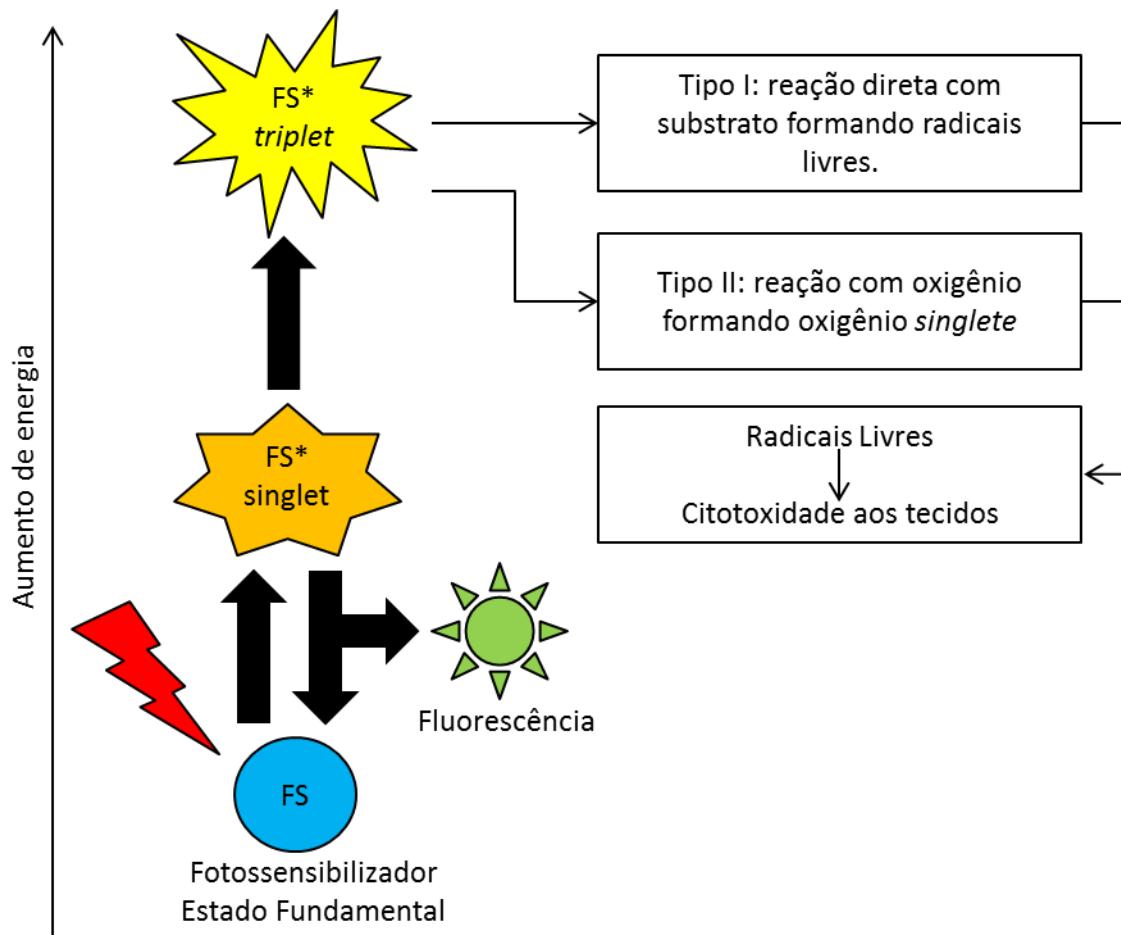 Aumento de energia
FS*
triplet
FS*
singlet
Fluorescência
FS
Fotossensibilizador
Estado Fundamental
Tipo I: reação direta com
substrato formando radicais
livres.
Tipo II: reação com oxigênio
formando oxigênio singlete
Radicais Livres
Citotoxidade aos tecidos